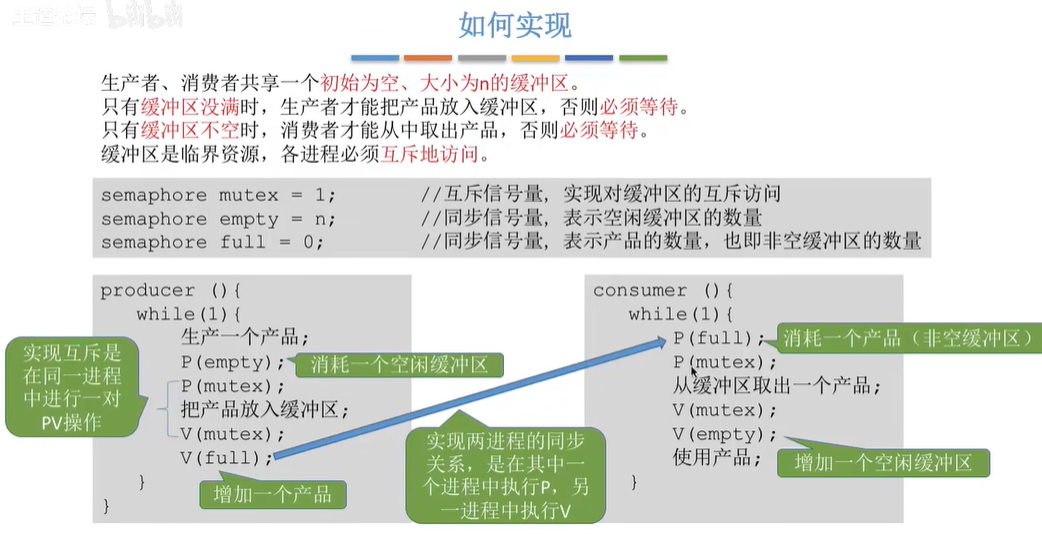 王道论坛 bilibili
如何实现
生产者、消费者共享一个初始为空、大小为n的缓冲区。
只有缓冲区没满时，生产者才能把产品放入缓冲区，否则必须等待。
只有缓冲区不空时，消费者才能从中取出产品，否则必须等待。
缓冲区是临界资源，各进程必须互斥地访问。
semaphore mutex = 1; //互斥信号量，实现对缓冲区的互斥访问
semaphore empty = n; //同步信号量，表示空闲缓冲区的数量
semaphore full = 0; //同步信号量，表示产品的数量，也即非空缓冲区的数量
producer (){
while(1){
生产一个产品;
P(empty);
P(mutex);
把产品放入缓冲区;
V(mutex);
V(full);
}
}
实现互斥是
在同一进程
中进行一对
PV操作
消耗一个空闲缓冲区
增加一个产品
实现两进程的同步
关系，是在其中一
个进程中执行P，另
一进程中执行V
consumer (){
while(1){
P(full);
P(mutex);
从缓冲区取出一个产品;
V(mutex);
V(empty);
使用产品;
}
消耗一个产品（非空缓冲区）
增加一个空闲缓冲区